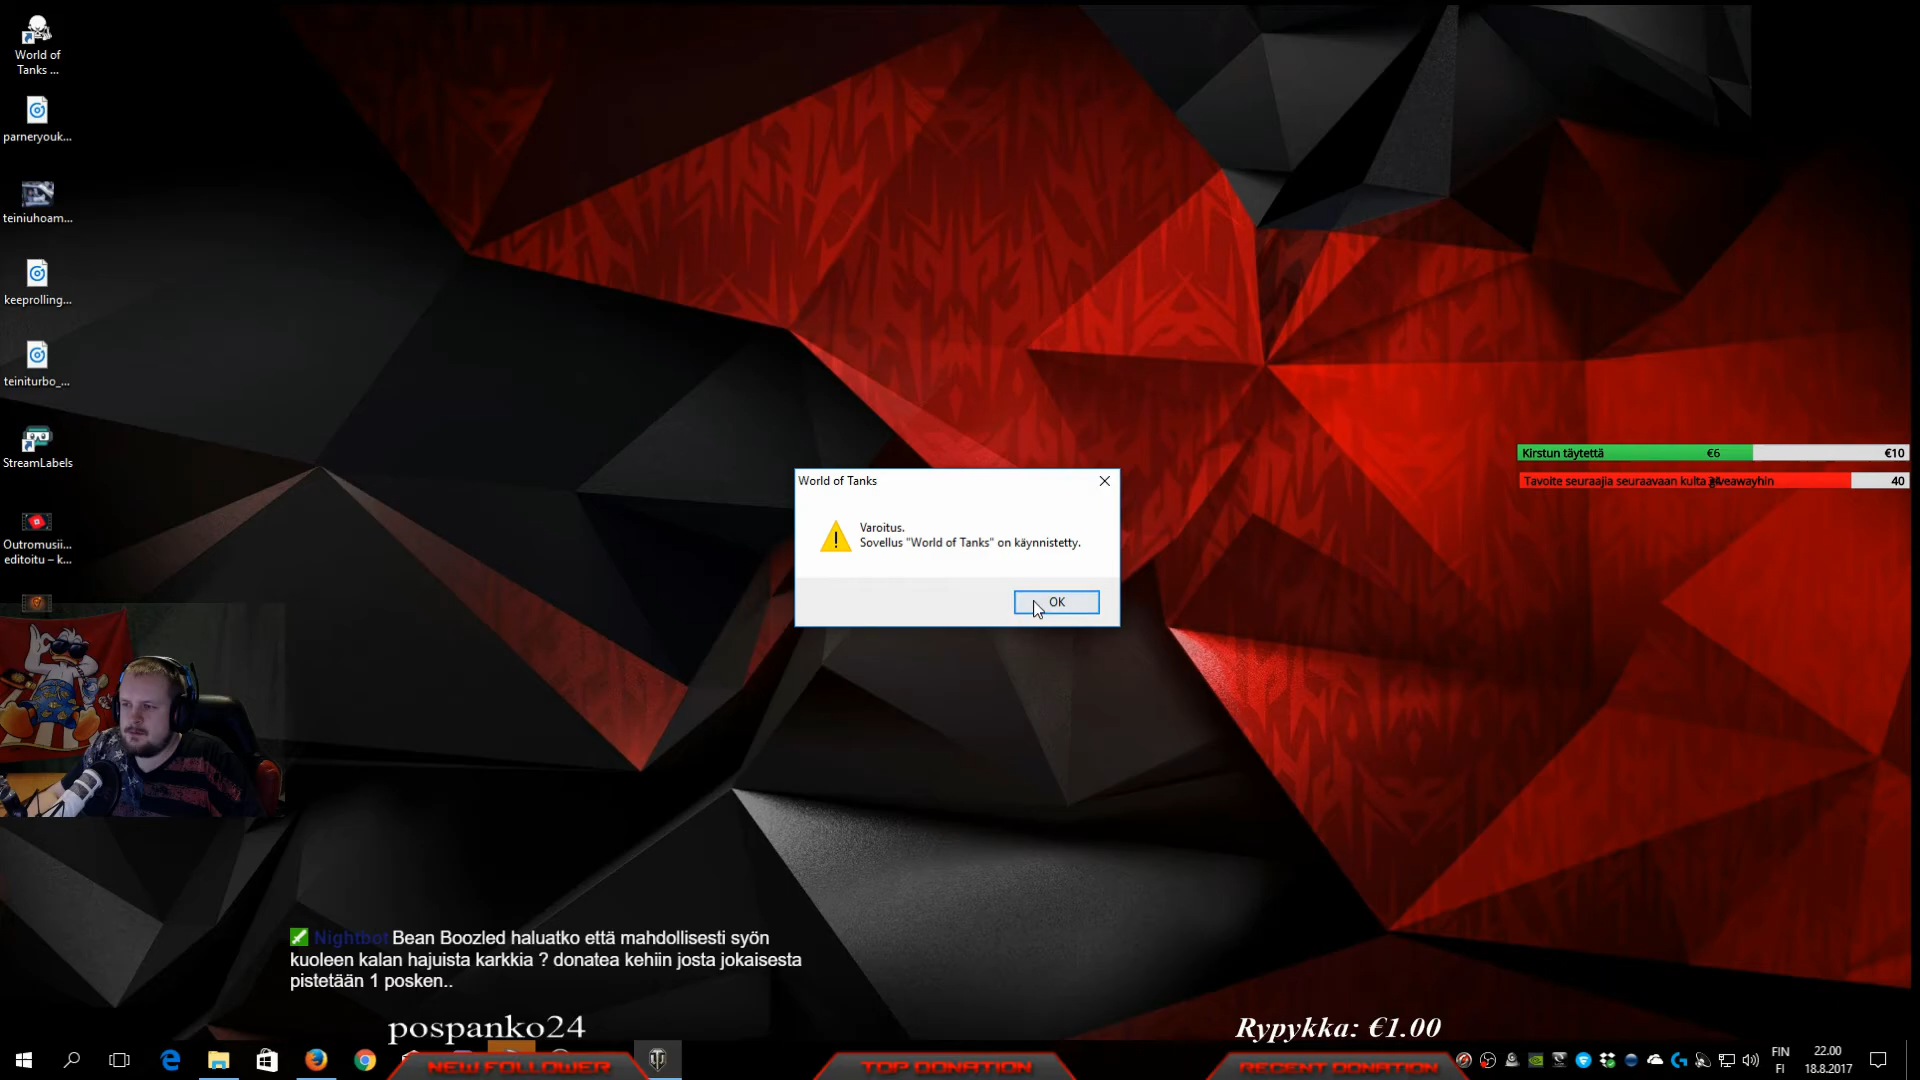 World of
Tanks ...
parneryouk...
teiniuhoam...
keeprolling...
teiniturbo_...
StreamLabels
Outromusii...
editoitu – k...
World of Tanks
Varoitus.
Sovellus "World of Tanks" on käynnistetty.
OK
Kirstun täytettä €6 €10
Tavoite seuraajia seuraavaan kulta giveawayhin 40
Nightbot Bean Boozled haluatko että mahdollisesti syön
kuoleen kalan hajuista karkkia ? donatea kehiin josta jokaisesta
pistetään 1 posken..
pospanko24
Rypykka: €1.00
NEW FOLLOWER
TOP DONATION
RECENT DONATION
FIN
FI
22.00
18.8.2017